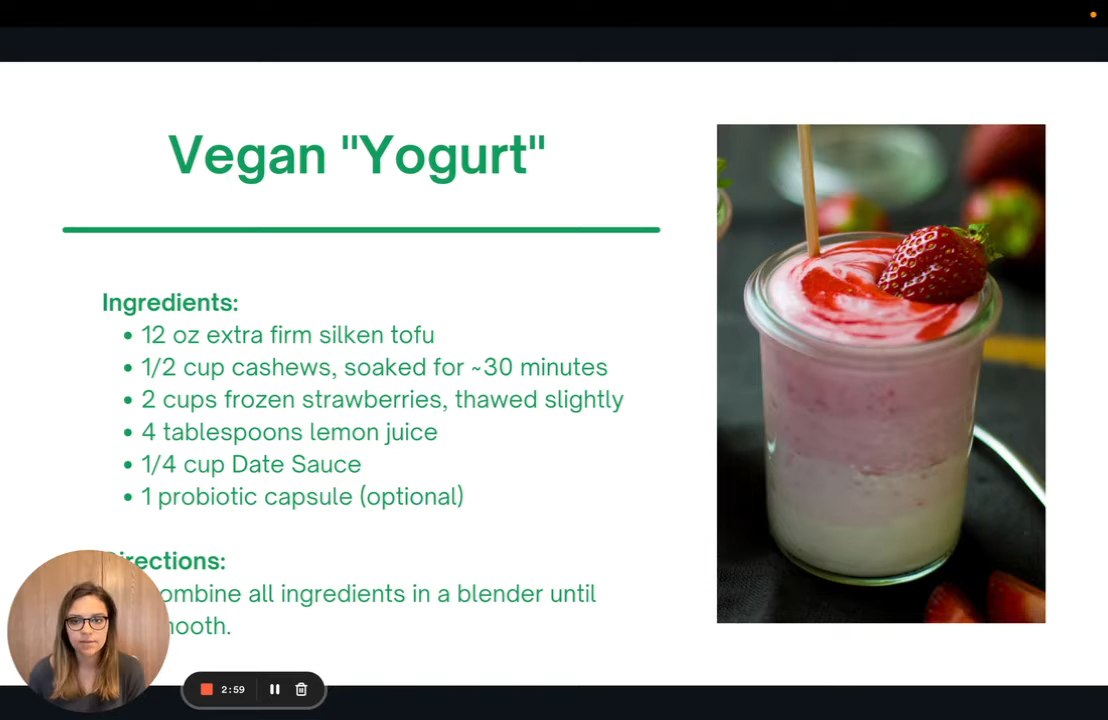 Vegan "Yogurt"
Ingredients:
• 12 oz extra firm silken tofu
• 1/2 cup cashews, soaked for ~30 minutes
• 2 cups frozen strawberries, thawed slightly
• 4 tablespoons lemon juice
• 1/4 cup Date Sauce
• 1 probiotic capsule (optional)
Directions:
ombine all ingredients in a blender until
nooth.
2:59